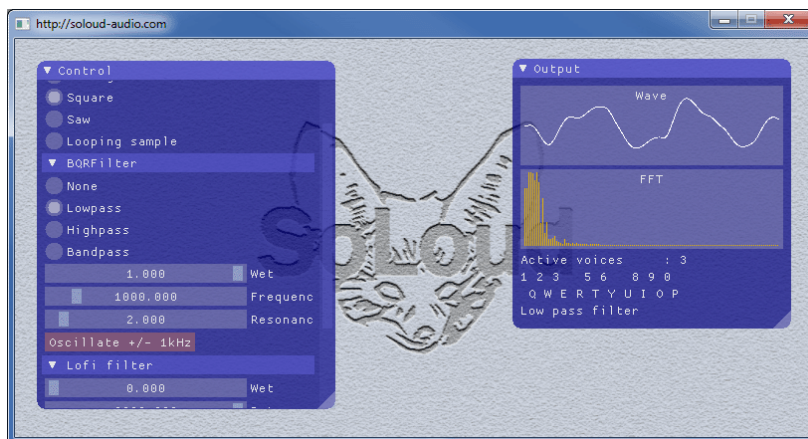 http://soloud-audio.com
Control
Square
Saw
Looping sample
BQRFilter
None
Lowpass
Highpass
Bandpass
1.000 Wet
1000.000 Frequenc
2.000 Resonanc
Oscillate +/- 1kHz
Lofi filter
0.000 Wet
SoLoud
Output
Wave
FFT
Active voices : 3
1 2 3 5 6 8 9 0
Q W E R T Y U I O P
Low pass filter